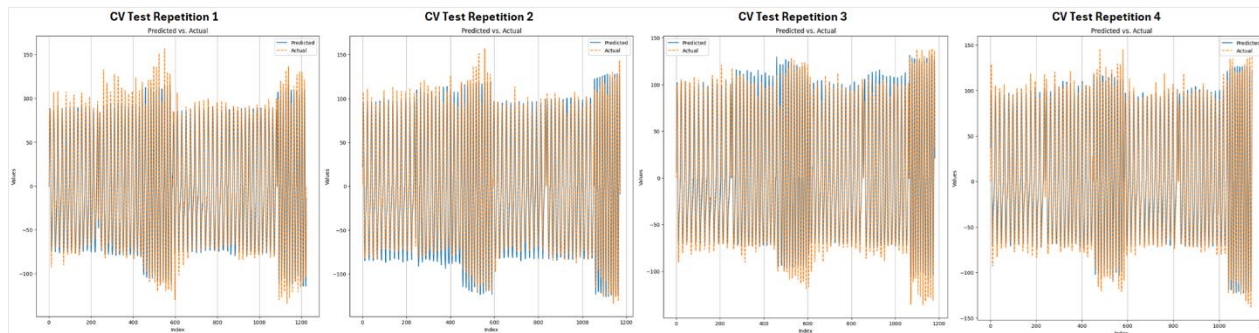 CV Test Repetition 1
Predicted vs. Actual
Predicted
Actual
150
100
50
0
−50
−100
Values
0 200 400 600 800 1000 1200
Index
CV Test Repetition 2
Predicted vs. Actual
Predicted
Actual
150
100
50
0
−50
−100
Values
0 200 400 600 800 1000 1200
Index
CV Test Repetition 3
Predicted vs. Actual
Predicted
Actual
150
100
50
0
−50
−100
Values
0 200 400 600 800 1000 1200
Index
CV Test Repetition 4
Predicted vs. Actual
Predicted
Actual
150
100
50
0
−50
−100
−150
Values
0 200 400 600 800 1000
Index